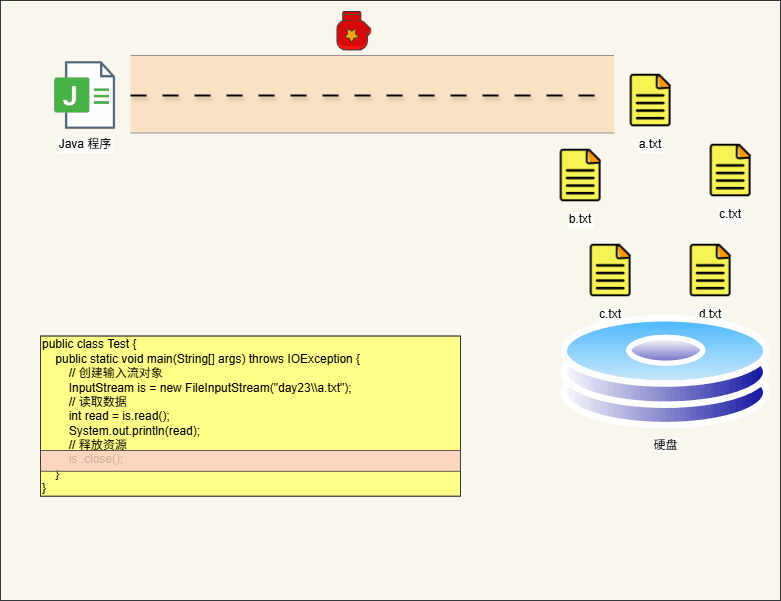 J
Java 程序
a.txt
b.txt
c.txt
c.txt
d.txt
public class Test {
public static void main(String[] args) throws IOException {
// 创建输入流对象
InputStream is = new FileInputStream("day23\\a.txt");
// 读取数据
int read = is.read();
System.out.println(read);
// 释放资源
is .close();
}
}
硬盘